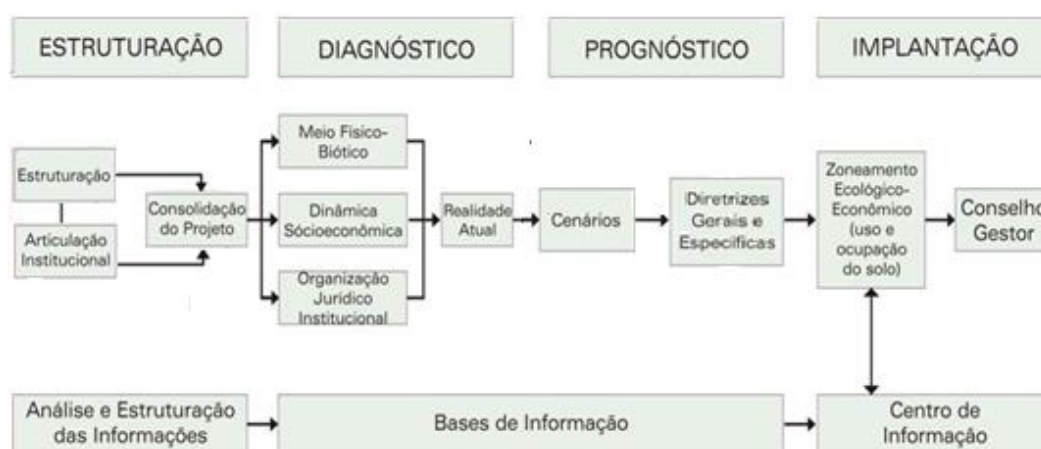 ESTRUTURAÇÃO
DIAGNÓSTICO
PROGNÓSTICO
IMPLANTAÇÃO
Estruturação
Articulação
Institucional
Consolidação
do Projeto
Meio Físico-
Biótico
Dinâmica
Sócioeconômica
Organização
Jurídico
Institucional
Realidade
Atual
Cenários
Diretrizes
Gerais e
Específicas
Zoneamento
Ecológico-
Econômico
(uso e
ocupação
do solo)
Conselho
Gestor
Análise e Estruturação
das Informações
Bases de Informação
Centro de
Informação